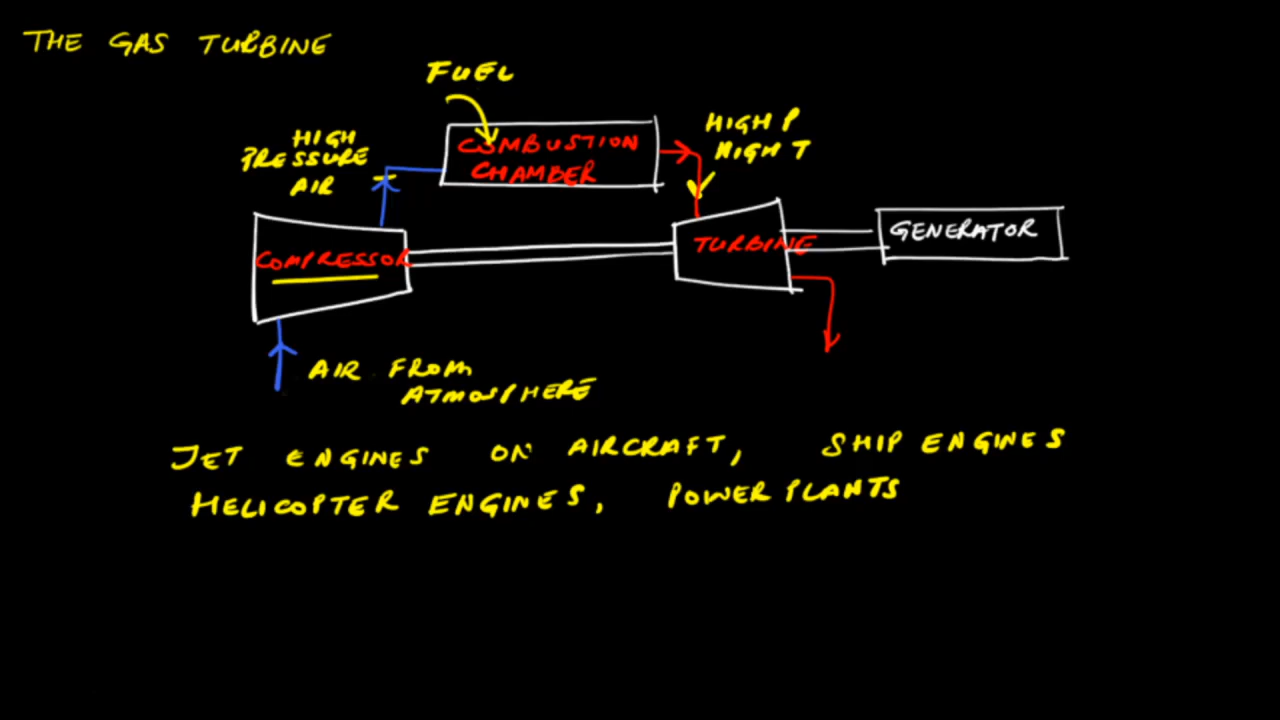 THE GAS TURBINE
FUEL
HIGH
PRESSURE
AIR
COMBUSTION
CHAMBER
HIGH P
HIGH T
COMPRESSOR
TURBINE
GENERATOR
AIR FROM
ATMOSPHERE
JET ENGINES ON AIRCRAFT, SHIP ENGINES
HELICOPTER ENGINES, POWER PLANTS